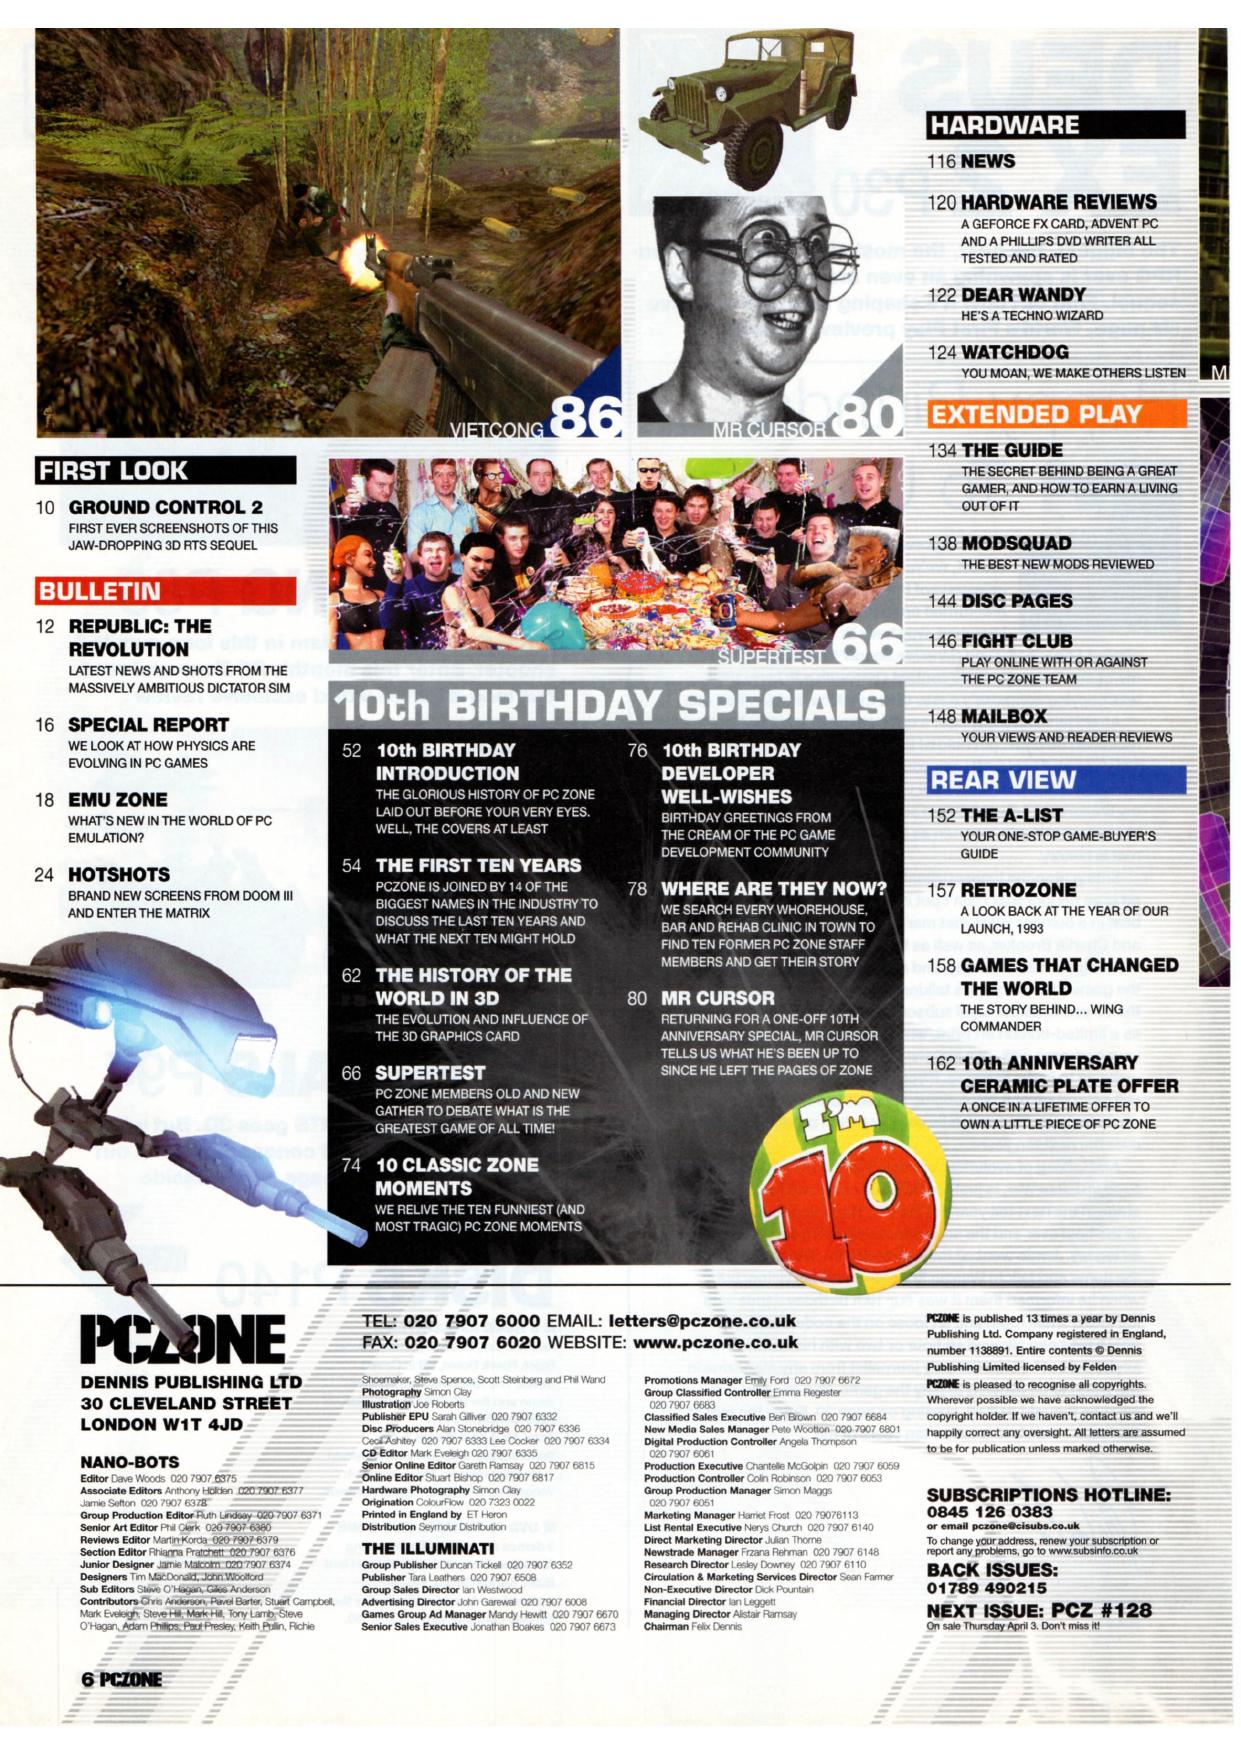 VIETCONG 86
MR CURSOR 80
FIRST LOOK
10 GROUND CONTROL 2
FIRST EVER SCREENSHOTS OF THIS
JAW-DROPPING 3D RTS SEQUEL
BULLETIN
12 REPUBLIC: THE
REVOLUTION
LATEST NEWS AND SHOTS FROM THE
MASSIVELY AMBITIOUS DICTATOR SIM
16 SPECIAL REPORT
WE LOOK AT HOW PHYSICS ARE
EVOLVING IN PC GAMES
18 EMU ZONE
WHAT'S NEW IN THE WORLD OF PC
EMULATION?
24 HOTSHOTS
BRAND NEW SCREENS FROM DOOM III
AND ENTER THE MATRIX
SUPERTEST 66
10th BIRTHDAY SPECIALS
52 10th BIRTHDAY
INTRODUCTION
THE GLORIOUS HISTORY OF PC ZONE
LAID OUT BEFORE YOUR VERY EYES.
WELL, THE COVERS AT LEAST
54 THE FIRST TEN YEARS
PCZONE IS JOINED BY 14 OF THE
BIGGEST NAMES IN THE INDUSTRY TO
DISCUSS THE LAST TEN YEARS AND
WHAT THE NEXT TEN MIGHT HOLD
62 THE HISTORY OF THE
WORLD IN 3D
THE EVOLUTION AND INFLUENCE OF
THE 3D GRAPHICS CARD
66 SUPERTEST
PC ZONE MEMBERS OLD AND NEW
GATHER TO DEBATE WHAT IS THE
GREATEST GAME OF ALL TIME!
74 10 CLASSIC ZONE
MOMENTS
WE RELIVE THE TEN FUNNIEST (AND
MOST TRAGIC) PC ZONE MOMENTS
76 10th BIRTHDAY
DEVELOPER
WELL-WISHES
BIRTHDAY GREETINGS FROM
THE CREAM OF THE PC GAME
DEVELOPMENT COMMUNITY
78 WHERE ARE THEY NOW?
WE SEARCH EVERY WHOREHOUSE,
BAR AND REHAB CLINIC IN TOWN TO
FIND TEN FORMER PC ZONE STAFF
MEMBERS AND GET THEIR STORY
80 MR CURSOR
RETURNING FOR A ONE-OFF 10TH
ANNIVERSARY SPECIAL, MR CURSOR
TELLS US WHAT HE'S BEEN UP TO
SINCE HE LEFT THE PAGES OF ZONE
I'm
10
HARDWARE
116 NEWS
120 HARDWARE REVIEWS
A GEFORCE FX CARD, ADVENT PC
AND A PHILLIPS DVD WRITER ALL
TESTED AND RATED
122 DEAR WANDY
HE'S A TECHNO WIZARD
124 WATCHDOG
YOU MOAN, WE MAKE OTHERS LISTEN
EXTENDED PLAY
134 THE GUIDE
THE SECRET BEHIND BEING A GREAT
GAMER, AND HOW TO EARN A LIVING
OUT OF IT
138 MODSQUAD
THE BEST NEW MODS REVIEWED
144 DISC PAGES
146 FIGHT CLUB
PLAY ONLINE WITH OR AGAINST
THE PC ZONE TEAM
148 MAILBOX
YOUR VIEWS AND READER REVIEWS
REAR VIEW
152 THE A-LIST
YOUR ONE-STOP GAME-BUYER'S
GUIDE
157 RETROZONE
A LOOK BACK AT THE YEAR OF OUR
LAUNCH, 1993
158 GAMES THAT CHANGED
THE WORLD
THE STORY BEHIND... WING
COMMANDER
162 10th ANNIVERSARY
CERAMIC PLATE OFFER
A ONCE IN A LIFETIME OFFER TO
OWN A LITTLE PIECE OF PC ZONE
PCZONE
DENNIS PUBLISHING LTD
30 CLEVELAND STREET
LONDON W1T 4JD
NANO-BOTS
Editor Dave Woods 020 7907 6375
Associate Editors Anthony Holden 020 7907 6377
Jamie Sefton 020 7907 6378
Group Production Editor Ruth Lindsay 020 7907 6371
Senior Art Editor Phil Clark 020 7907 6380
Reviews Editor Martin Korda 020 7907 6379
Section Editor Rhianna Pratchett 020 7907 6376
Junior Designer Jamie Malcolm 020 7907 6374
Designers Tim MacDonald, John Woolford
Sub Editors Steve O'Hagan, Giles Anderson
Contributors Chris Anderson, Pavel Barter, Stuart Campbell,
Mark Eveleigh, Steve Hill, Mark Hill, Tony Lamb, Steve
O'Hagan, Adam Phillips, Paul Presley, Keith Pullin, Richie
TEL: 020 7907 6000 EMAIL: letters@pczone.co.uk
FAX: 020 7907 6020 WEBSITE: www.pczone.co.uk
Shoemaker, Steve Spence, Scott Steinberg and Phil Wand
Photography Simon Clay
Illustration Joe Roberts
Publisher EPU Sarah Gilliver 020 7907 6332
Disc Producers Alan Stonebridge 020 7907 6336
Cecil Ashitey 020 7907 6333 Lee Cocker 020 7907 6334
CD Editor Mark Eveleigh 020 7907 6335
Senior Online Editor Gareth Ramsay 020 7907 6815
Online Editor Stuart Bishop 020 7907 6817
Hardware Photography Simon Clay
Origination ColourFlow 020 7323 0022
Printed in England by ET Heron
Distribution Seymour Distribution
THE ILLUMINATI
Group Publisher Duncan Tickell 020 7907 6352
Publisher Tara Leathers 020 7907 6508
Group Sales Director Ian Westwood
Advertising Director John Garewal 020 7907 6008
Games Group Ad Manager Mandy Hewitt 020 7907 6670
Senior Sales Executive Jonathan Boakes 020 7907 6673
Promotions Manager Emily Ford 020 7907 6672
Group Classified Controller Emma Regester
020 7907 6683
Classified Sales Executive Ben Brown 020 7907 6684
New Media Sales Manager Pete Wootton 020 7907 6801
Digital Production Controller Angela Thompson
020 7907 6061
Production Executive Chantelle McGolpin 020 7907 6059
Production Controller Colin Robinson 020 7907 6053
Group Production Manager Simon Maggs
020 7907 6051
Marketing Manager Harriet Frost 020 79076113
List Rental Executive Nerys Church 020 7907 6140
Direct Marketing Director Julian Thorne
Newstrade Manager Frzana Rehman 020 7907 6148
Research Director Lesley Downey 020 7907 6110
Circulation & Marketing Services Director Sean Farmer
Non-Executive Director Dick Pountain
Financial Director Ian Leggett
Managing Director Alistair Ramsay
Chairman Felix Dennis
PCZONE is published 13 times a year by Dennis
Publishing Ltd. Company registered in England,
number 1138891. Entire contents © Dennis
Publishing Limited licensed by Felden
PCZONE is pleased to recognise all copyrights.
Wherever possible we have acknowledged the
copyright holder. If we haven't, contact us and we'll
happily correct any oversight. All letters are assumed
to be for publication unless marked otherwise.
SUBSCRIPTIONS HOTLINE:
0845 126 0383
or email pczone@cisubs.co.uk
To change your address, renew your subscription or
report any problems, go to www.subsinfo.co.uk
BACK ISSUES:
01789 490215
NEXT ISSUE: PCZ #128
On sale Thursday April 3. Don't miss it!
6 PCZONE